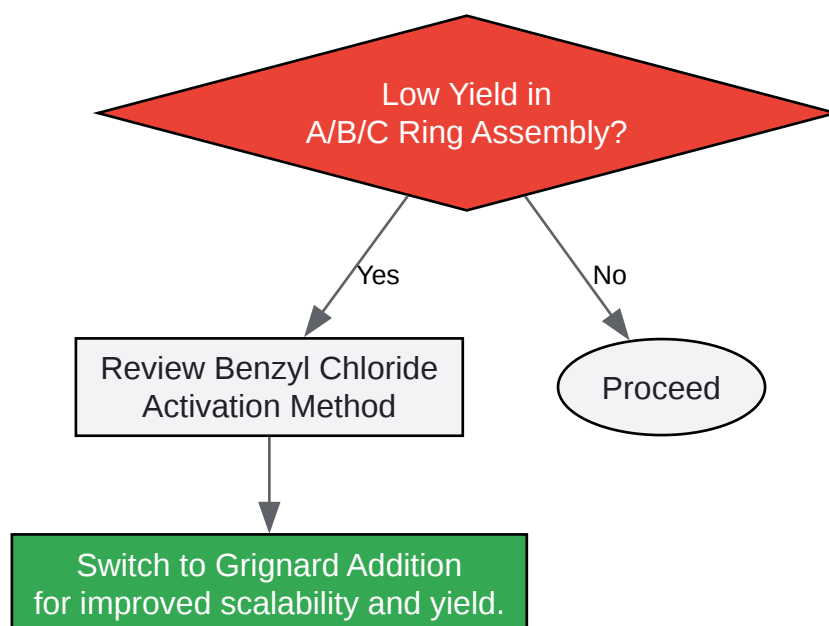 Low Yield in
A/B/C Ring Assembly?
Yes
No
Review Benzyl Chloride
Activation Method
Proceed
Switch to Grignard Addition
for improved scalability and yield.